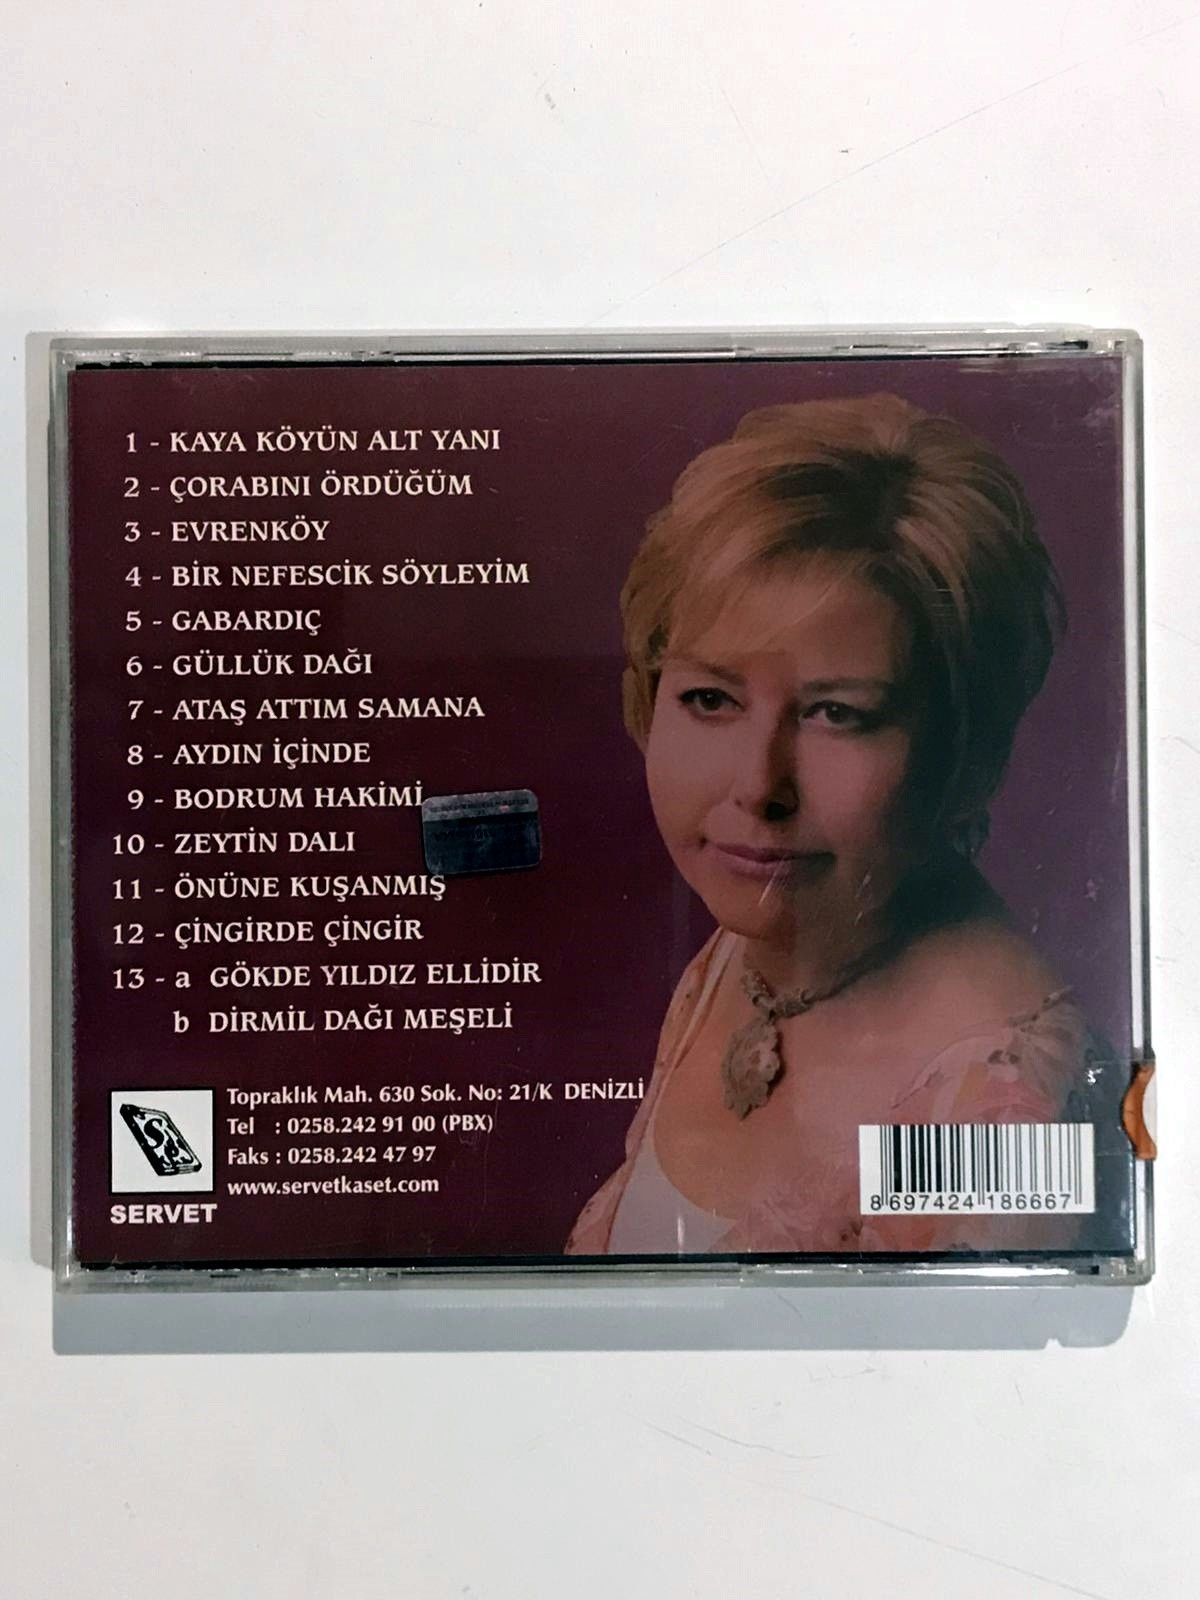 1 - KAYA KÖYÜN ALT YANI
2 - ÇORABINI ÖRDÜĞÜM
3 - EVRENKÖY
4 - BİR NEFESCİK SÖYLEYİM
5 - GABARDIÇ
6 - GÜLLÜK DAĞI
7 - ATAŞ ATTIM SAMANA
8 - AYDIN İÇİNDE
9 - BODRUM HAKİMİ
10 - ZEYTİN DALI
11 - ÖNÜNE KUŞANMIŞ
12 - ÇİNGİRDE ÇİNGİR
13 - a GÖKDE YILDIZ ELLİDİR
b DİRMİL DAĞI MEŞELİ
Topraklık Mah. 630 Sok. No: 21/K DENİZLİ
Tel : 0258.242 91 00 (PBX)
Faks : 0258.242 47 97
www.servetkaset.com
SERVET
8 697424 186667